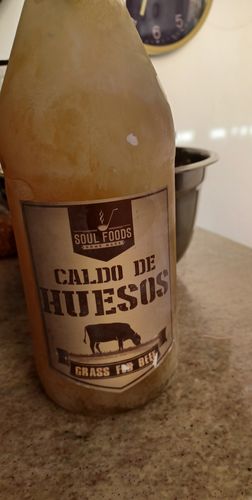 SOUL FOODS
CALDO DE
HUESOS
GRASS FED BEEF